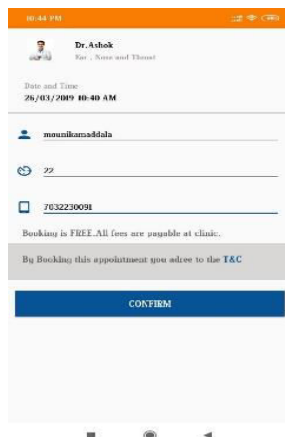 10:44 PM
Dr.Ashok
Ear , Nose and Throat
Date and Time
26/03/2019 10:40 AM
mounikamaddala
22
7032230091
Booking is FREE.All fees are payable at clinic.
By Booking this appointment you adree to the T&C
CONFIRM